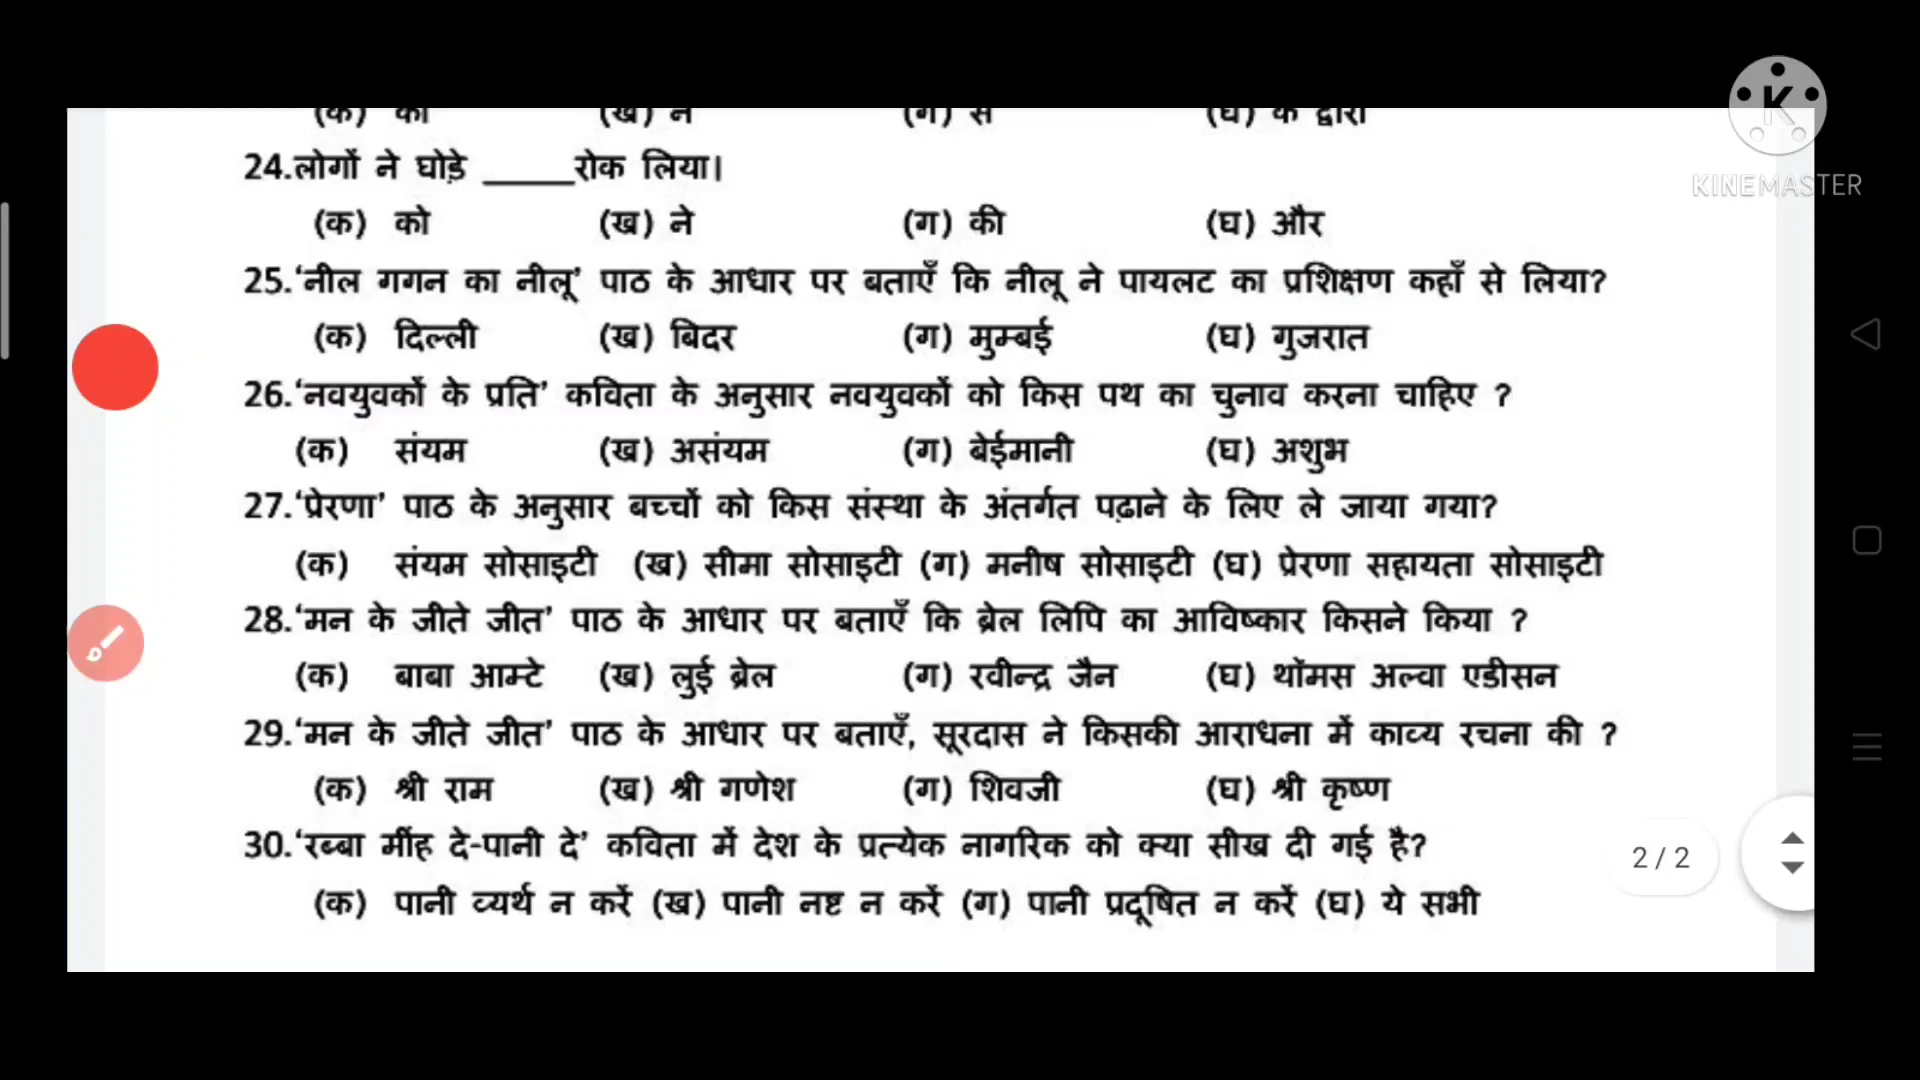 (क) को (ख) ने (ग) से (घ) के द्वारा
24.लोगों ने घोड़े _____रोक लिया।
(क) को (ख) ने (ग) की (घ) और
25.‘नील गगन का नीलू’ पाठ के आधार पर बताएँ कि नीलू ने पायलट का प्रशिक्षण कहाँ से लिया?
(क) दिल्ली (ख) बिदर (ग) मुम्बई (घ) गुजरात
26.‘नवयुवकों के प्रति’ कविता के अनुसार नवयुवकों को किस पथ का चुनाव करना चाहिए ?
(क) संयम (ख) असंयम (ग) बेईमानी (घ) अशुभ
27.‘प्रेरणा’ पाठ के अनुसार बच्चों को किस संस्था के अंतर्गत पढ़ाने के लिए ले जाया गया?
(क) संयम सोसाइटी (ख) सीमा सोसाइटी (ग) मनीष सोसाइटी (घ) प्रेरणा सहायता सोसाइटी
28.‘मन के जीते जीत’ पाठ के आधार पर बताएँ कि ब्रेल लिपि का आविष्कार किसने किया ?
(क) बाबा आम्टे (ख) लुई ब्रेल (ग) रवीन्द्र जैन (घ) थॉमस अल्वा एडीसन
29.‘मन के जीते जीत’ पाठ के आधार पर बताएँ, सूरदास ने किसकी आराधना में काव्य रचना की ?
(क) श्री राम (ख) श्री गणेश (ग) शिवजी (घ) श्री कृष्ण
30.‘रब्बा मींह दे-पानी दे’ कविता में देश के प्रत्येक नागरिक को क्या सीख दी गई है?
(क) पानी व्यर्थ न करें (ख) पानी नष्ट न करें (ग) पानी प्रदूषित न करें (घ) ये सभी
2 / 2
K
KINEMASTER